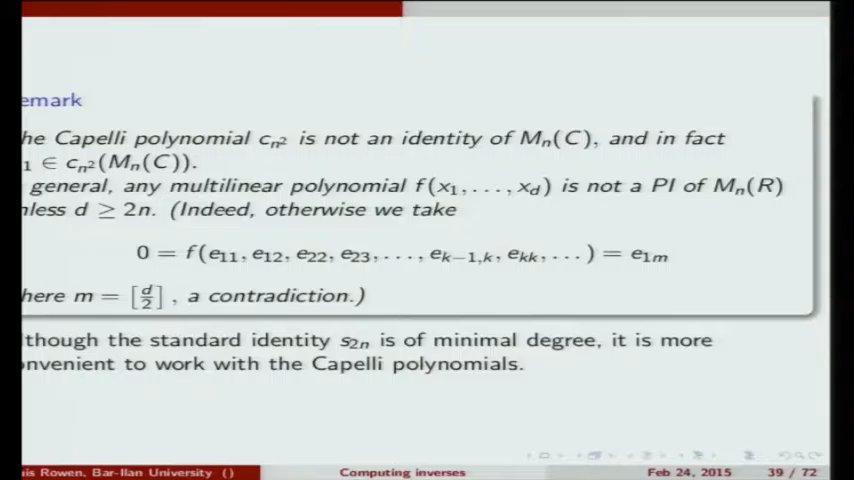 emark
he Capelli polynomial c_{n^2} is not an identity of M_n(C), and in fact
_1 ∈ c_{n^2}(M_n(C)).
general, any multilinear polynomial f(x_1, . . . , x_d) is not a PI of M_n(R)
nless d ≥ 2n. (Indeed, otherwise we take
0 = f(e_{11}, e_{12}, e_{22}, e_{23}, . . . , e_{k−1,k}, e_{kk}, . . . ) = e_{1m}
here m = [d/2] , a contradiction.)
though the standard identity s_{2n} is of minimal degree, it is more
nvenient to work with the Capelli polynomials.
is Rowen, Bar-Ilan University ()
Computing inverses
Feb 24, 2015
39 / 72